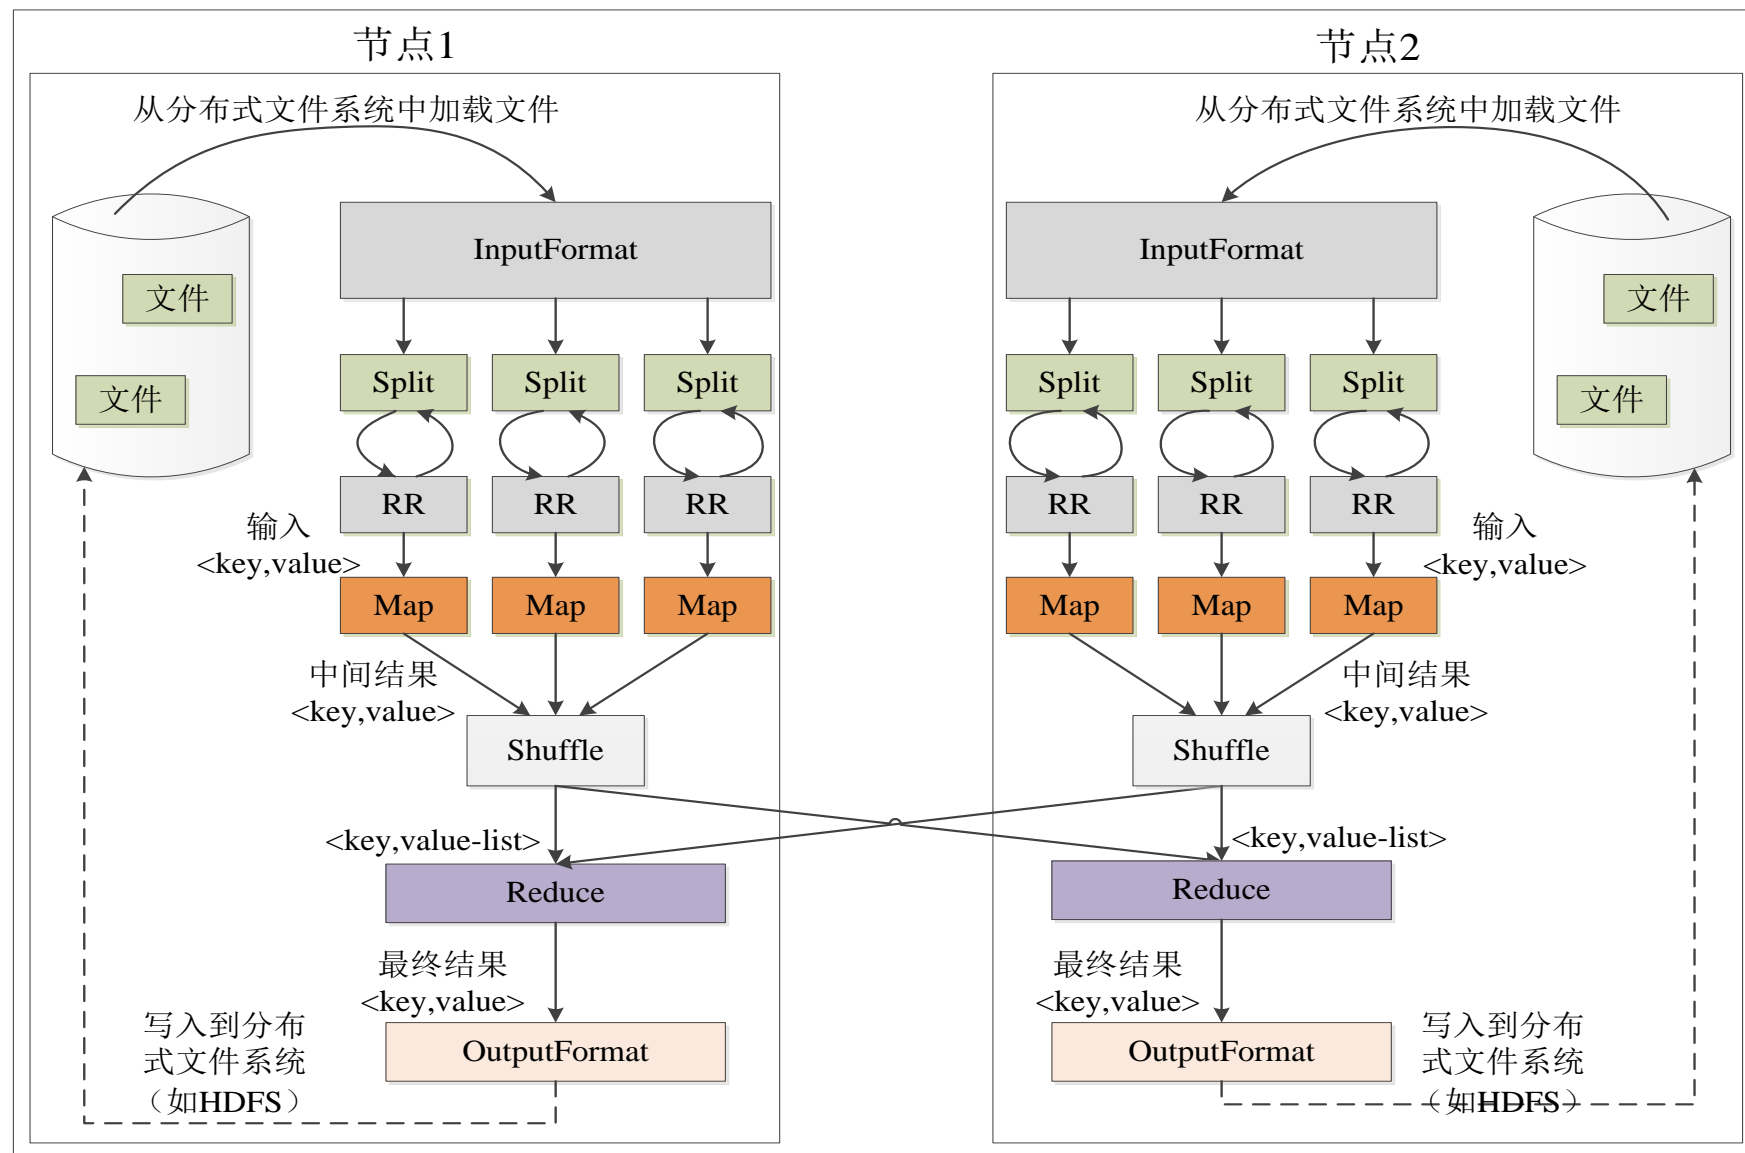 节点1
从分布式文件系统中加载文件
InputFormat
文件
文件
Split Split Split
RR RR RR
输入
<key,value>
Map Map Map
中间结果
<key,value>
Shuffle
<key,value-list>
Reduce
最终结果
<key,value>
OutputFormat
写入到分布
式文件系统
（如HDFS）
节点2
从分布式文件系统中加载文件
InputFormat
文件
文件
Split Split Split
RR RR RR
输入
<key,value>
Map Map Map
中间结果
<key,value>
Shuffle
<key,value-list>
Reduce
最终结果
<key,value>
OutputFormat
写入到分布
式文件系统
（如HDFS）